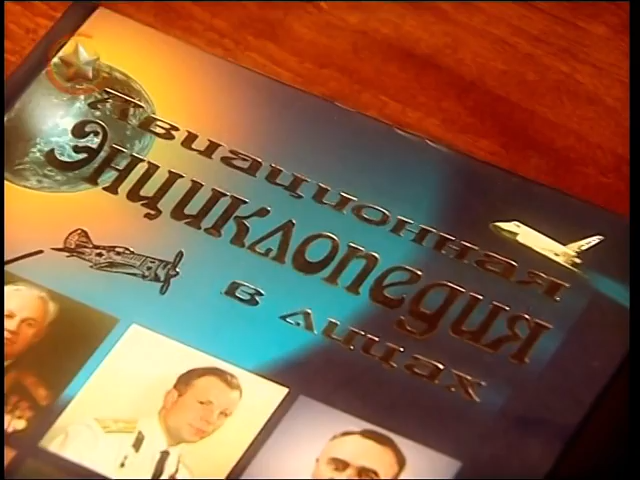 Авиационная
Энциклопедия
в лицах